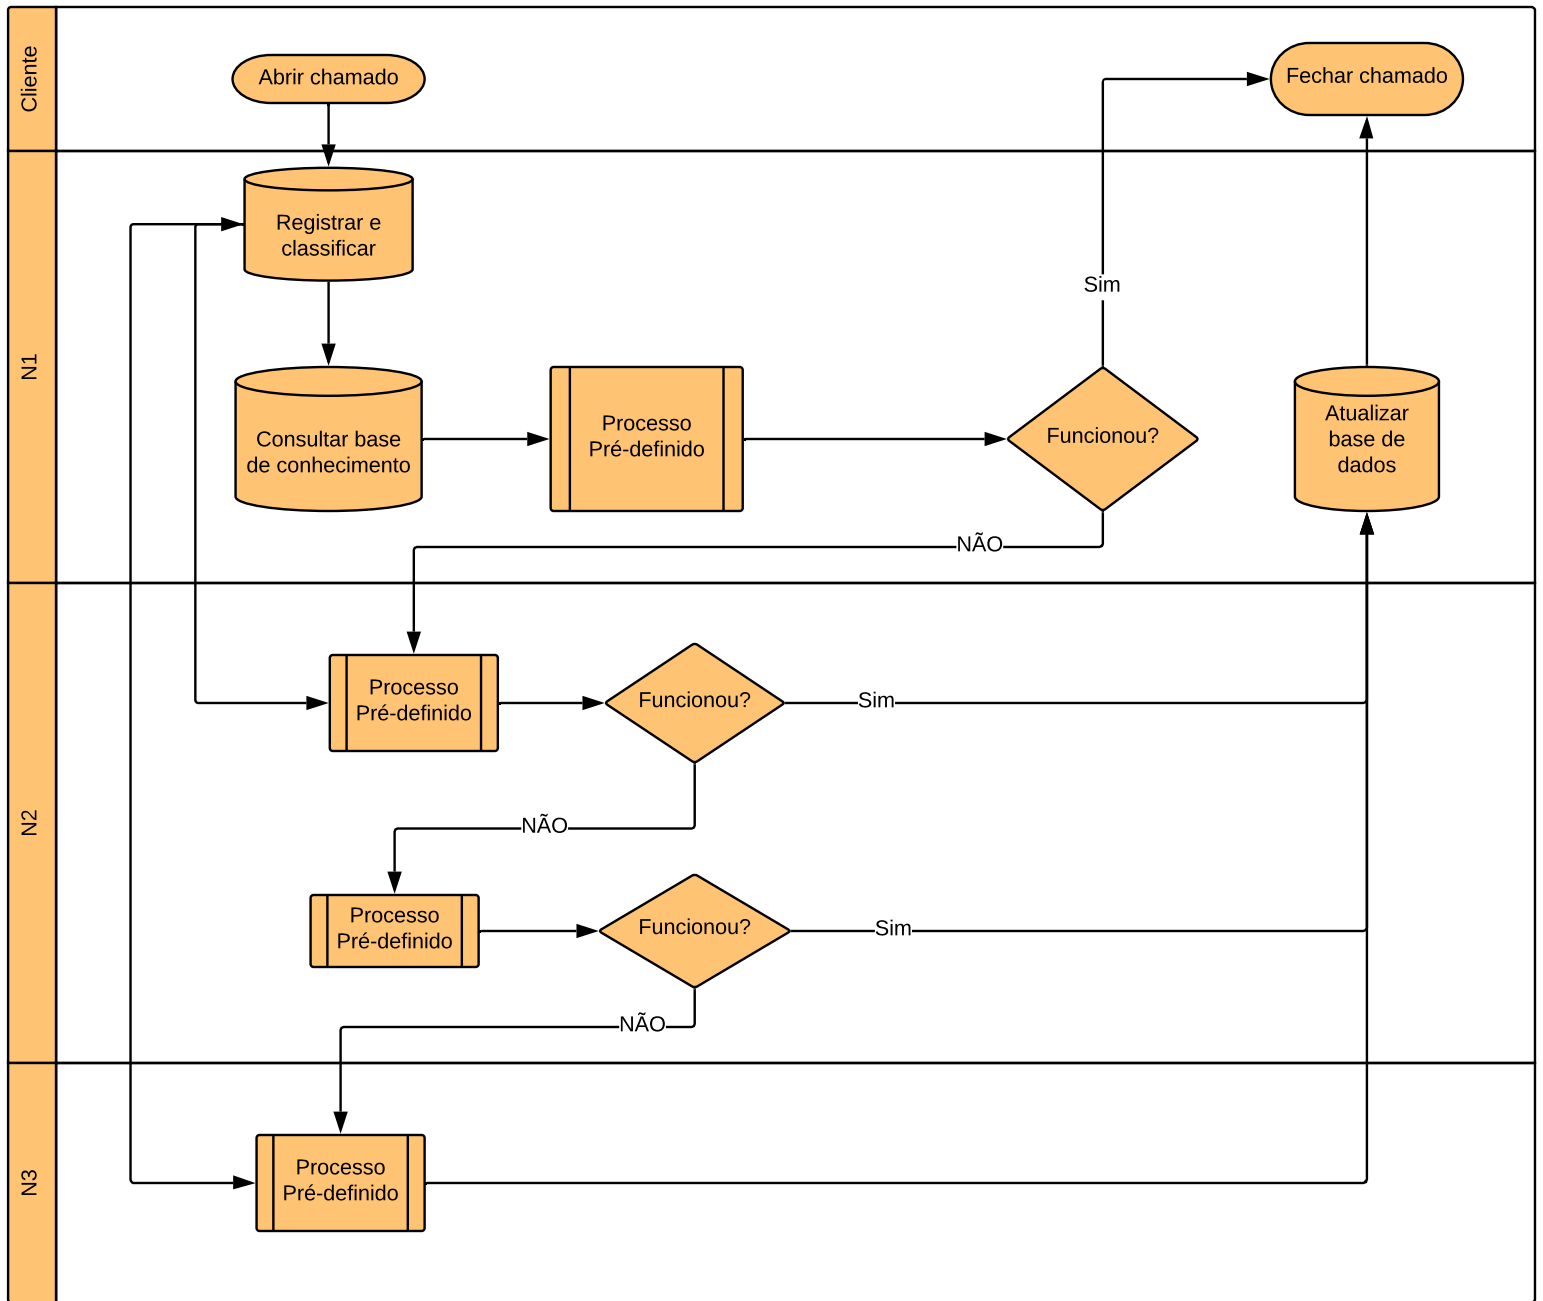 Cliente
Abrir chamado
Fechar chamado
N1
Registrar e
classificar
Sim
Consultar base
de conhecimento
Processo
Pré-definido
Funcionou?
Atualizar
base de
dados
NÃO
N2
Processo
Pré-definido
Funcionou?
Sim
NÃO
Processo
Pré-definido
Funcionou?
Sim
NÃO
N3
Processo
Pré-definido